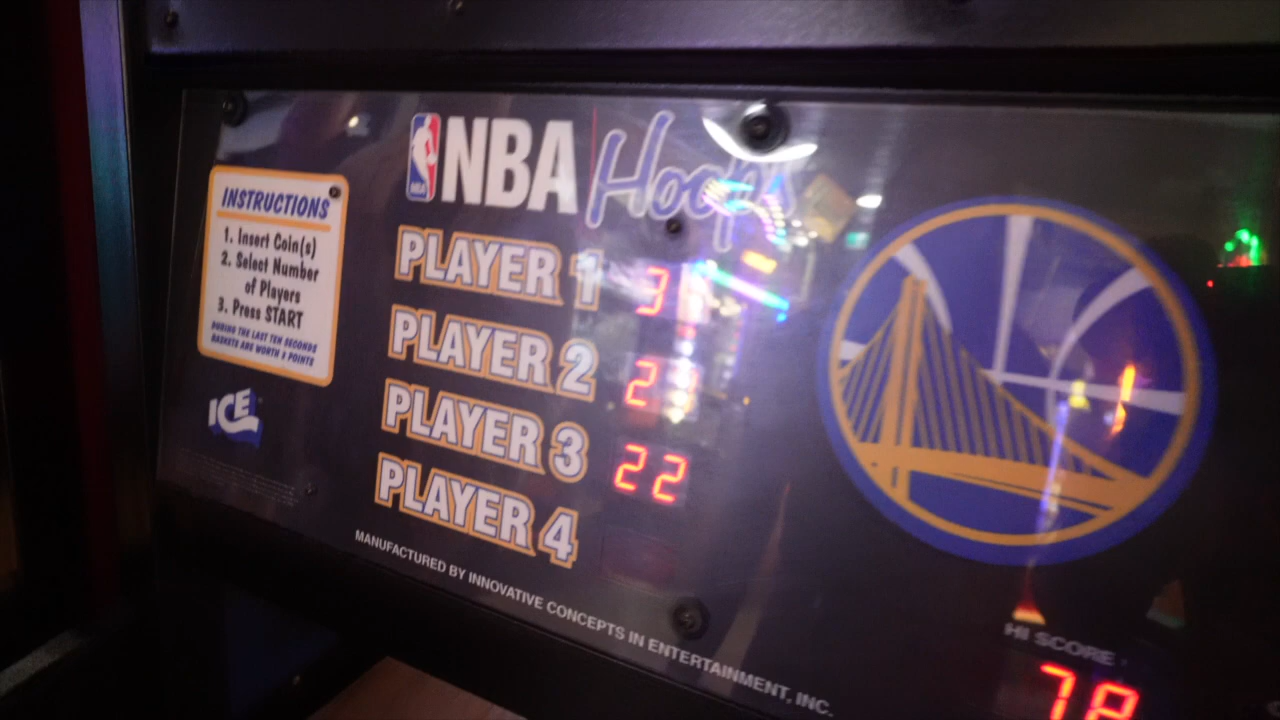 NBA Hoops
NBA
INSTRUCTIONS
1. Insert Coin(s)
2. Select Number
of Players
3. Press START
DURING THE LAST TEN SECONDS
BASKETS ARE WORTH 3 POINTS
ICE
PLAYER 1
PLAYER 2
PLAYER 3 22
PLAYER 4
MANUFACTURED BY INNOVATIVE CONCEPTS IN ENTERTAINMENT, INC.
HI SCORE
78